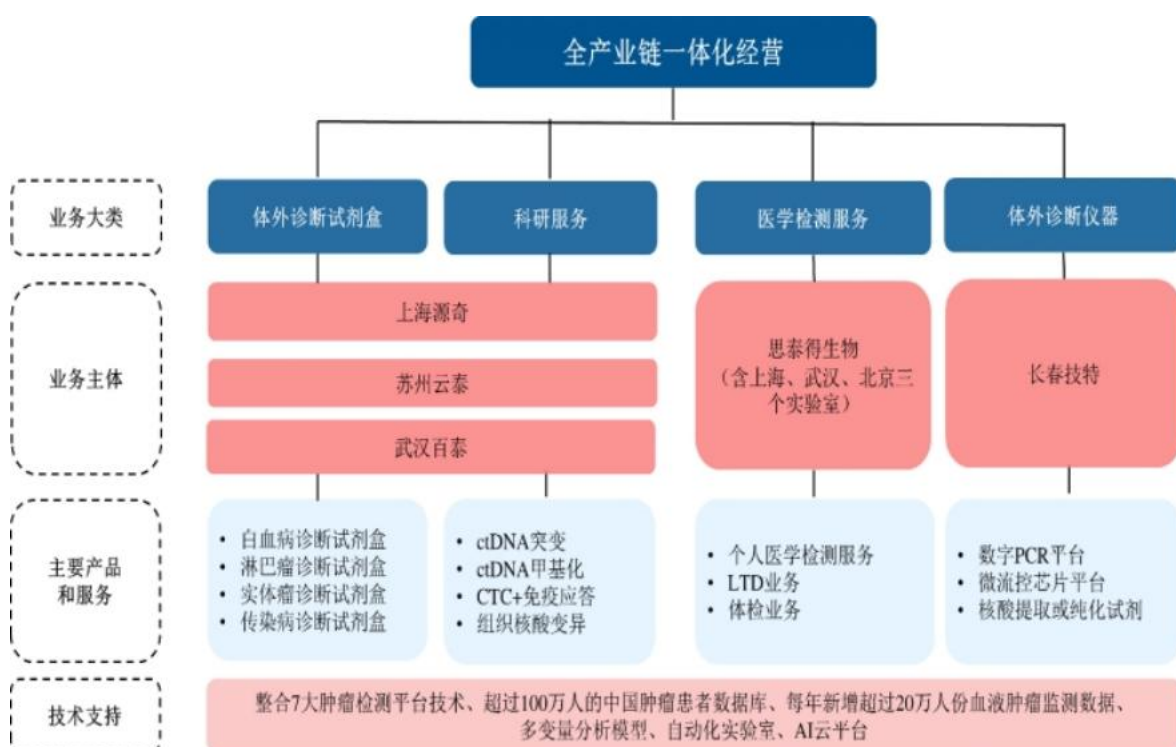 全产业链一体化经营
业务大类
体外诊断试剂盒
科研服务
医学检测服务
体外诊断仪器
业务主体
上海源奇
苏州云泰
武汉百泰
思泰得生物
（含上海、武汉、北京三
个实验室）
长春技特
主要产品
和服务
• 白血病诊断试剂盒
• 淋巴瘤诊断试剂盒
• 实体瘤诊断试剂盒
• 传染病诊断试剂盒
• ctDNA突变
• ctDNA甲基化
• CTC+免疫应答
• 组织核酸变异
• 个人医学检测服务
• LTD业务
• 体检业务
• 数字PCR平台
• 微流控芯片平台
• 核酸提取或纯化试剂
技术支持
整合7大肿瘤检测平台技术、超过100万人的中国肿瘤患者数据库、每年新增超过20万人份血液肿瘤监测数据、
多变量分析模型、自动化实验室、AI云平台